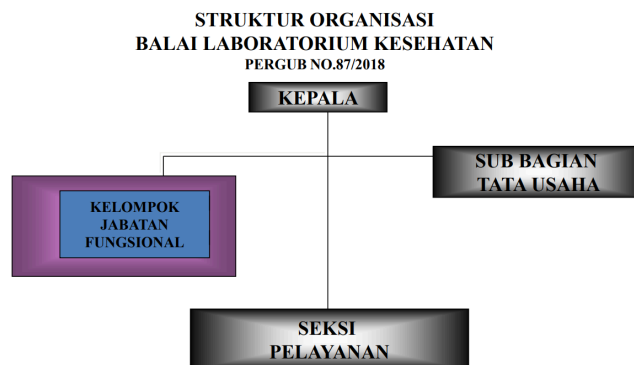 STRUKTUR ORGANISASI
BALAI LABORATORIUM KESEHATAN
PERGUB NO.87/2018
KEPALA
SUB BAGIAN
TATA USAHA
KELOMPOK
JABATAN
FUNGSIONAL
SEKSI
PELAYANAN